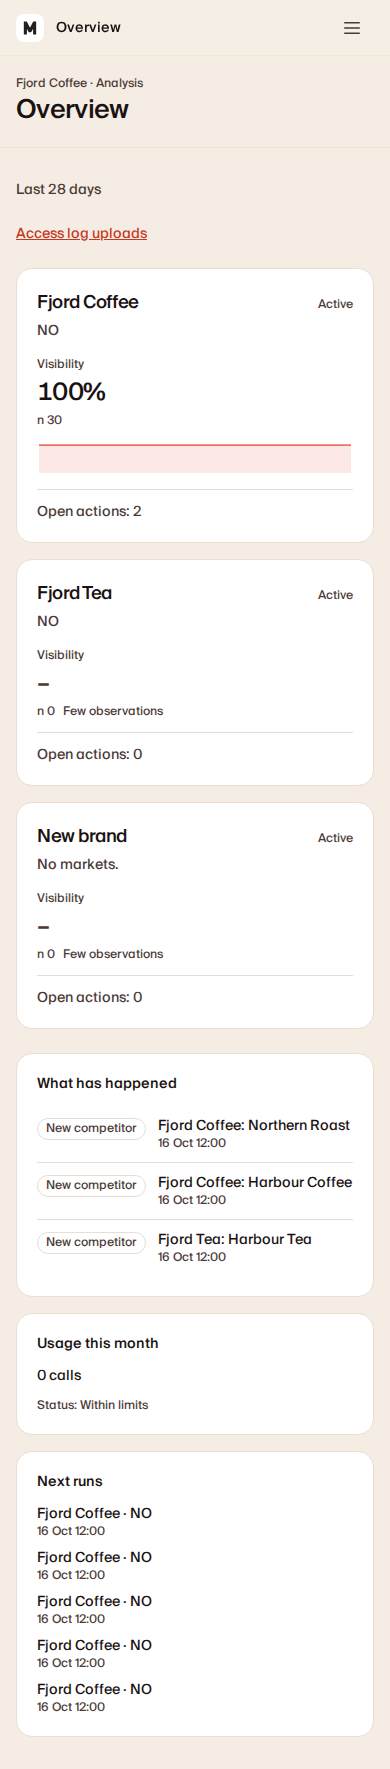 M Overview
Fjord Coffee · Analysis
Overview
Last 28 days
Access log uploads
Fjord Coffee Active
NO
Visibility
100%
n 30
Open actions: 2
Fjord Tea Active
NO
Visibility
–
n 0 Few observations
Open actions: 0
New brand Active
No markets.
Visibility
–
n 0 Few observations
Open actions: 0
What has happened
New competitor Fjord Coffee: Northern Roast
16 Oct 12:00
New competitor Fjord Coffee: Harbour Coffee
16 Oct 12:00
New competitor Fjord Tea: Harbour Tea
16 Oct 12:00
Usage this month
0 calls
Status: Within limits
Next runs
Fjord Coffee · NO
16 Oct 12:00
Fjord Coffee · NO
16 Oct 12:00
Fjord Coffee · NO
16 Oct 12:00
Fjord Coffee · NO
16 Oct 12:00
Fjord Coffee · NO
16 Oct 12:00